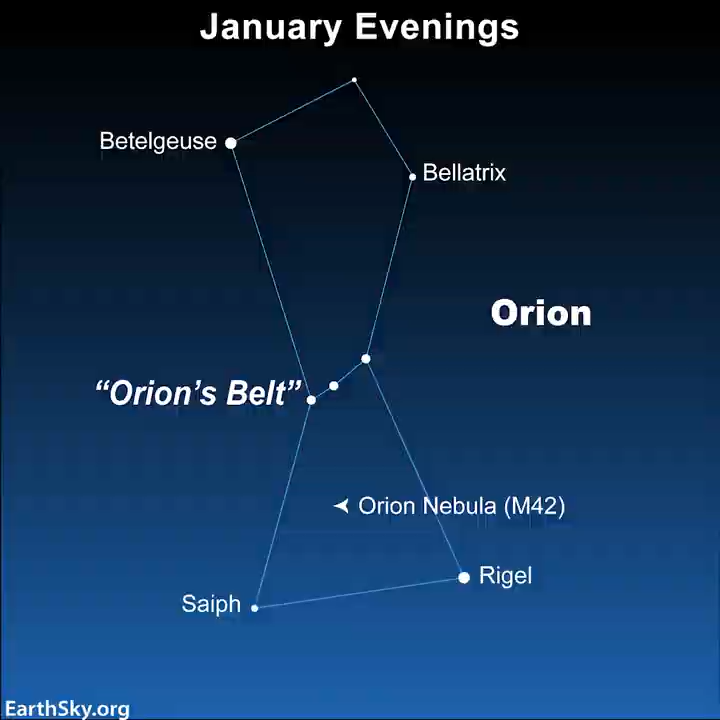 January Evenings
Betelgeuse
Bellatrix
Orion
“Orion’s Belt”
Orion Nebula (M42)
Rigel
Saiph
EarthSky.org